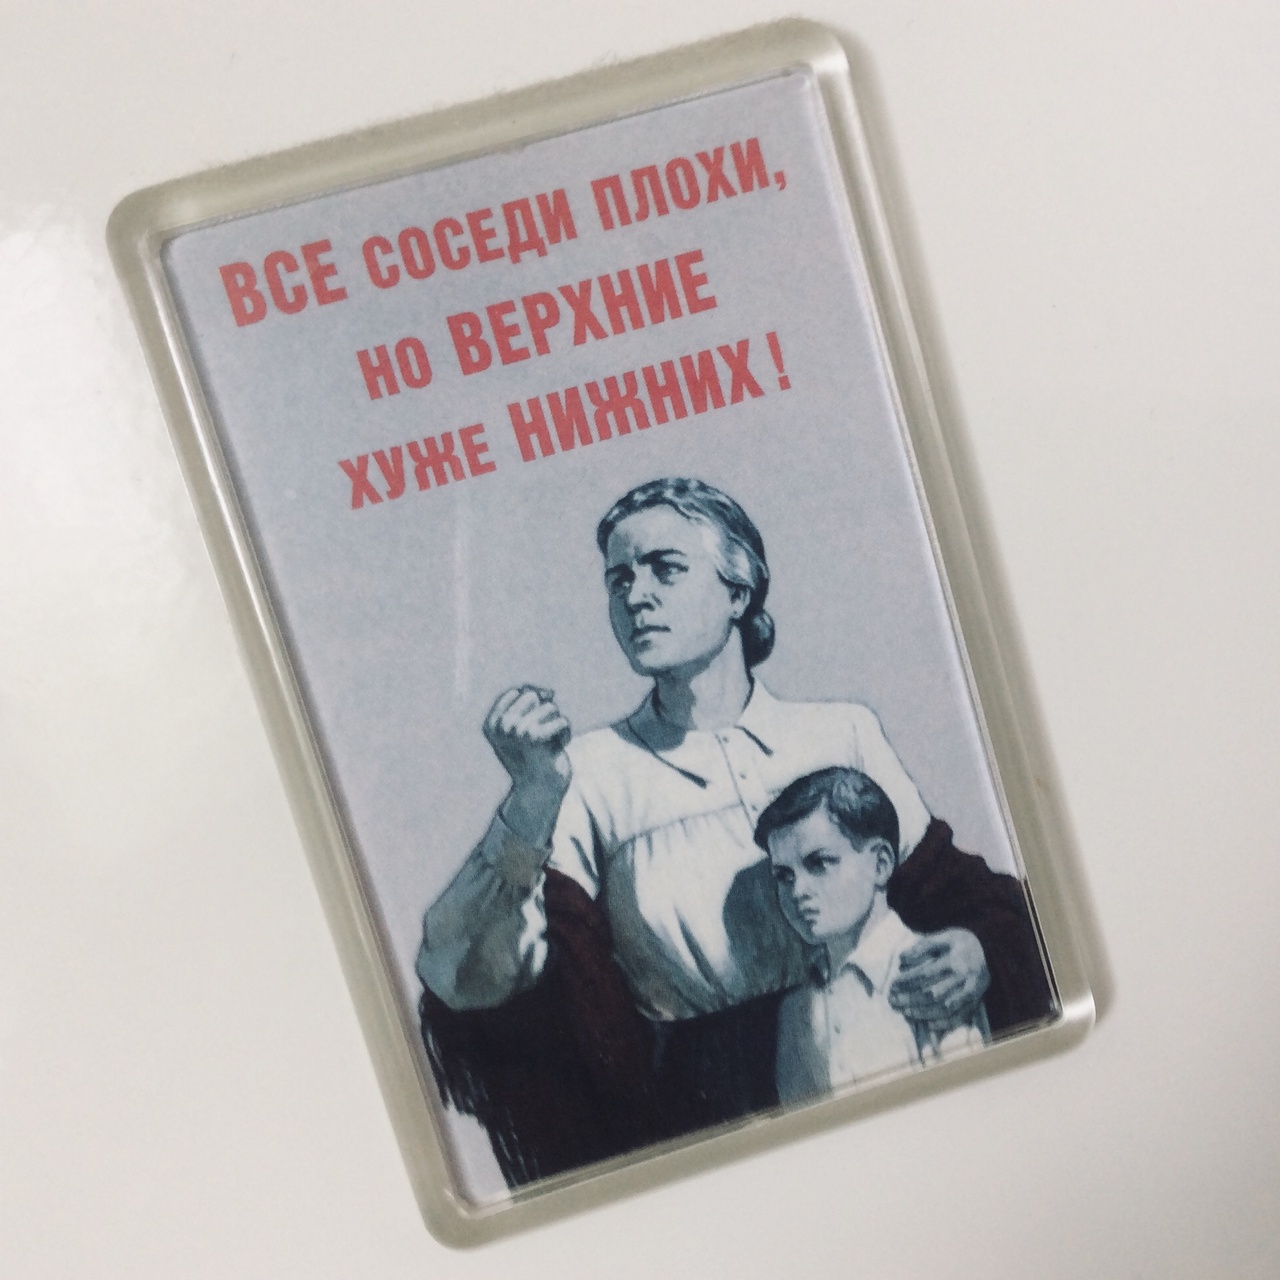 ВСЕ СОСЕДИ ПЛОХИ,
НО ВЕРХНИЕ
ХУЖЕ НИЖНИХ!